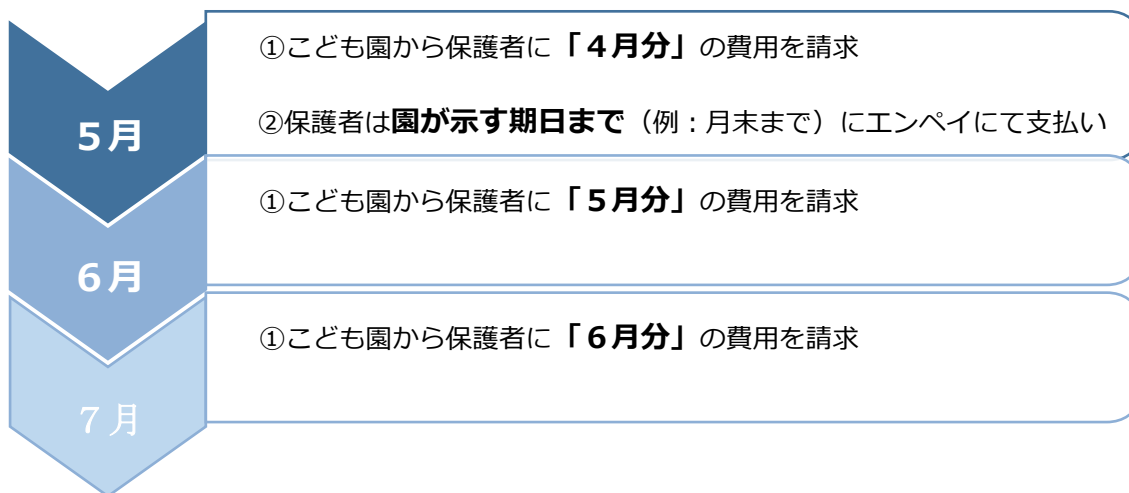 5月
①こども園から保護者に「４月分」の費用を請求
②保護者は園が示す期日まで（例：月末まで）にエンペイにて支払い
６月
①こども園から保護者に「５月分」の費用を請求
７月
①こども園から保護者に「６月分」の費用を請求